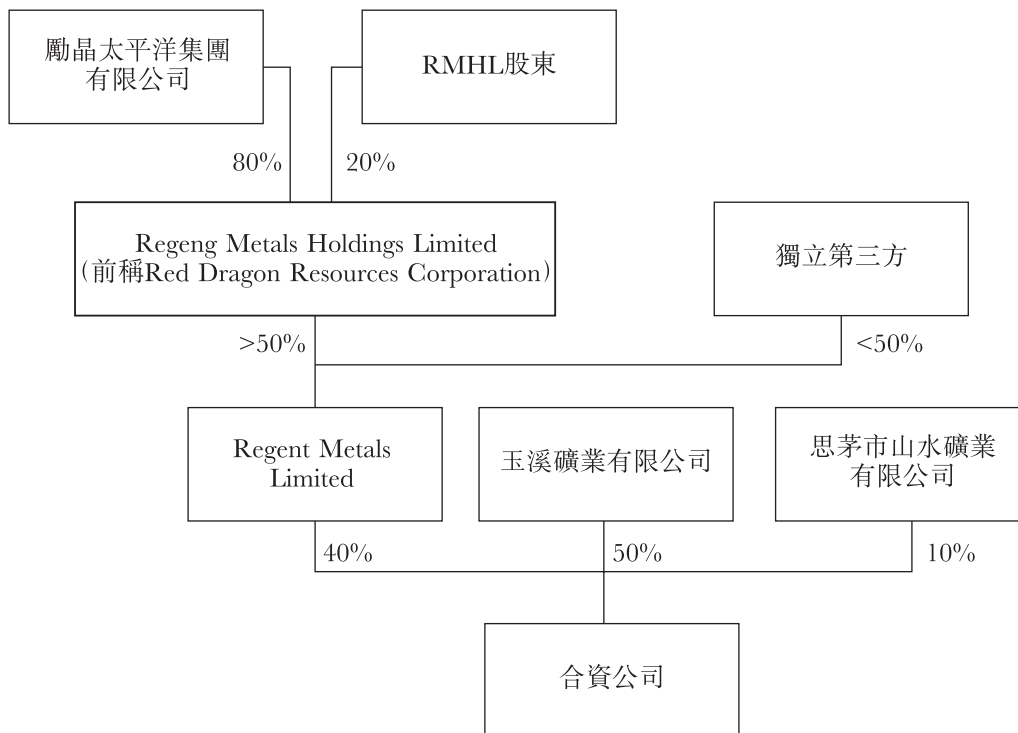 勵晶太平洋集團
有限公司
RMHL股東
80%
20%
Regeng Metals Holdings Limited
(前稱Red Dragon Resources Corporation)
獨立第三方
>50%
<50%
Regent Metals
Limited
玉溪礦業有限公司
思茅市山水礦業
有限公司
40%
50%
10%
合資公司